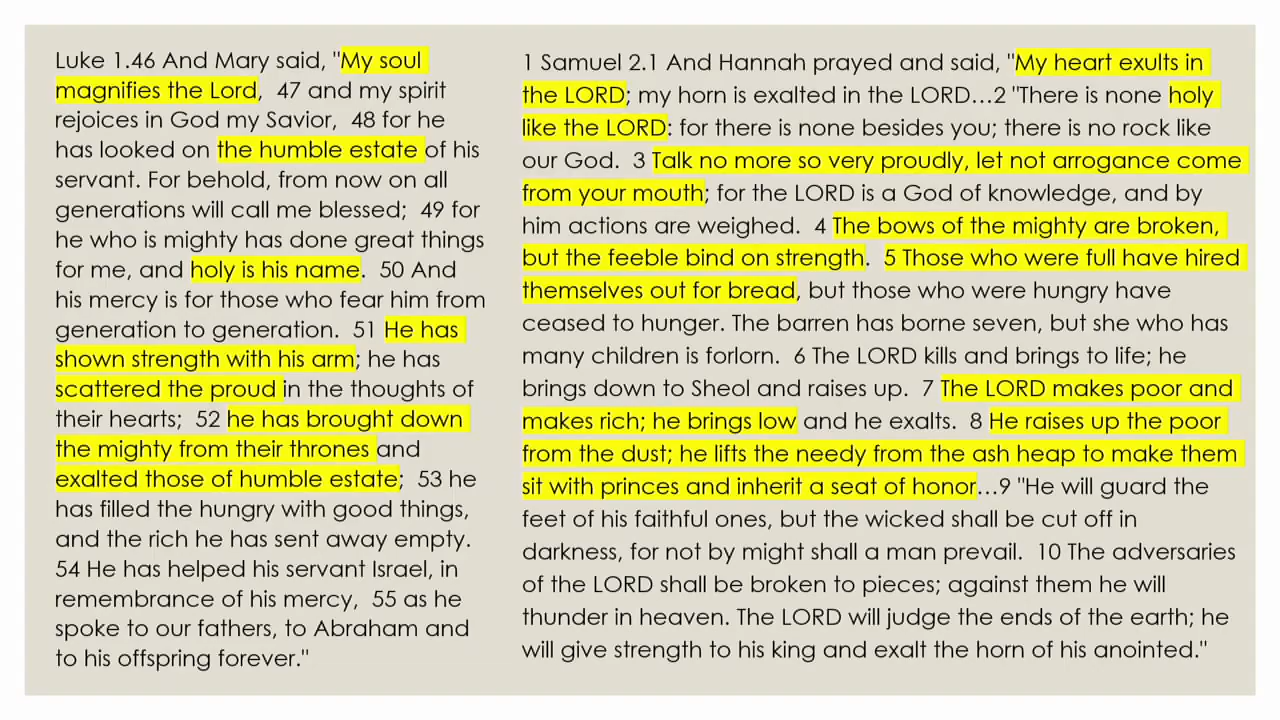 Luke 1.46 And Mary said, "My soul
magnifies the Lord,  47 and my spirit
rejoices in God my Savior,  48 for he
has looked on the humble estate of his
servant. For behold, from now on all
generations will call me blessed;  49 for
he who is mighty has done great things
for me, and holy is his name.  50 And
his mercy is for those who fear him from
generation to generation.  51 He has
shown strength with his arm; he has
scattered the proud in the thoughts of
their hearts;  52 he has brought down
the mighty from their thrones and
exalted those of humble estate;  53 he
has filled the hungry with good things,
and the rich he has sent away empty.
54 He has helped his servant Israel, in
remembrance of his mercy,  55 as he
spoke to our fathers, to Abraham and
to his offspring forever."
1 Samuel 2.1 And Hannah prayed and said, "My heart exults in
the LORD; my horn is exalted in the LORD…2 "There is none holy
like the LORD: for there is none besides you; there is no rock like
our God.  3 Talk no more so very proudly, let not arrogance come
from your mouth; for the LORD is a God of knowledge, and by
him actions are weighed.  4 The bows of the mighty are broken,
but the feeble bind on strength.  5 Those who were full have hired
themselves out for bread, but those who were hungry have
ceased to hunger. The barren has borne seven, but she who has
many children is forlorn.  6 The LORD kills and brings to life; he
brings down to Sheol and raises up.  7 The LORD makes poor and
makes rich; he brings low and he exalts.  8 He raises up the poor
from the dust; he lifts the needy from the ash heap to make them
sit with princes and inherit a seat of honor…9 "He will guard the
feet of his faithful ones, but the wicked shall be cut off in
darkness, for not by might shall a man prevail.  10 The adversaries
of the LORD shall be broken to pieces; against them he will
thunder in heaven. The LORD will judge the ends of the earth; he
will give strength to his king and exalt the horn of his anointed."